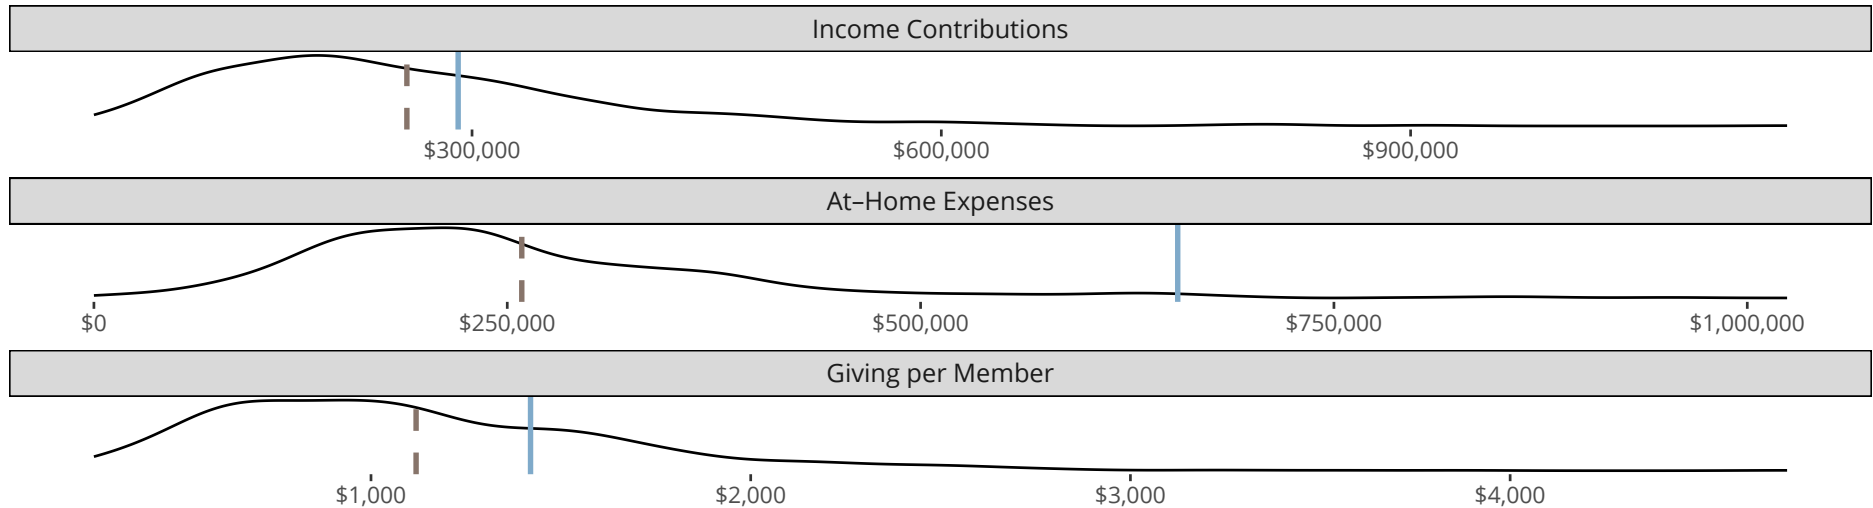 Income Contributions
$300,000 $600,000 $900,000
At–Home Expenses
$0 $250,000 $500,000 $750,000 $1,000,000
Giving per Member
$1,000 $2,000 $3,000 $4,000